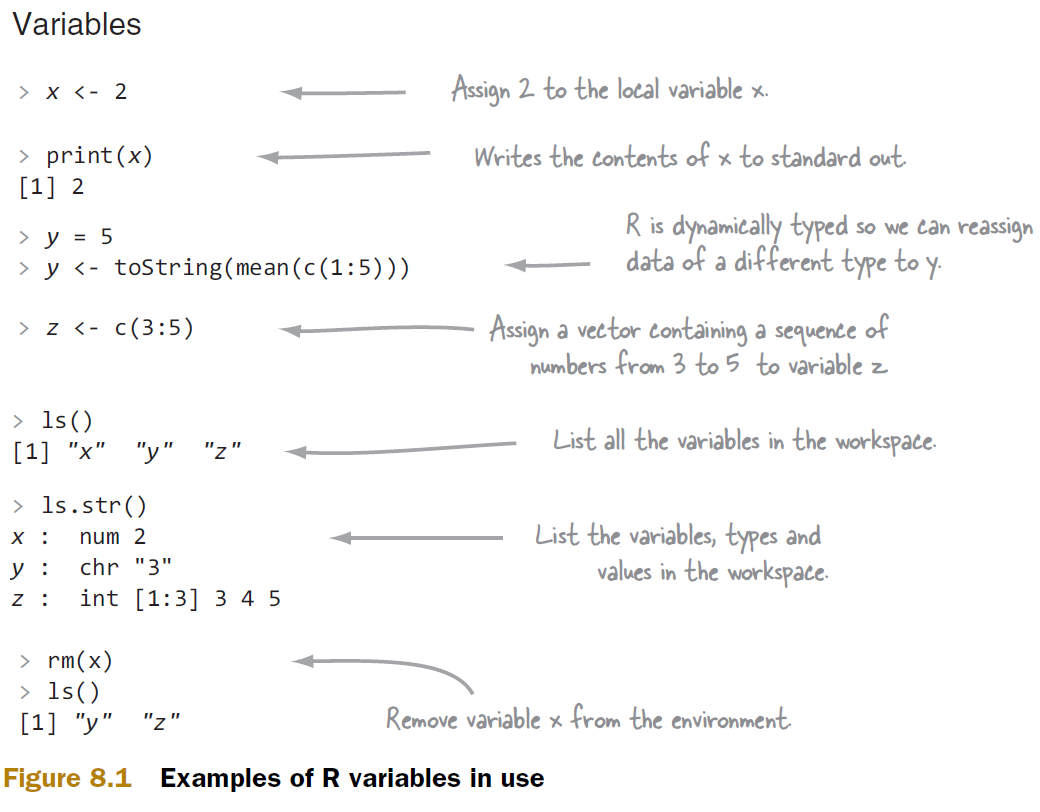 Variables
> x <- 2
Assign 2 to the local variable x.
> print(x)
Writes the contents of x to standard out.
[1] 2
> y = 5
R is dynamically typed so we can reassign
> y <- toString(mean(c(1:5)))
data of a different type to y.
> z <- c(3:5)
Assign a vector containing a sequence of
numbers from 3 to 5 to variable z
> ls()
[1] "x" "y" "z"
List all the variables in the workspace.
> ls.str()
x : num 2
List the variables, types and
y : chr "3"
values in the workspace.
z : int [1:3] 3 4 5
> rm(x)
> ls()
[1] "y" "z"
Remove variable x from the environment.
Figure 8.1 Examples of R variables in use